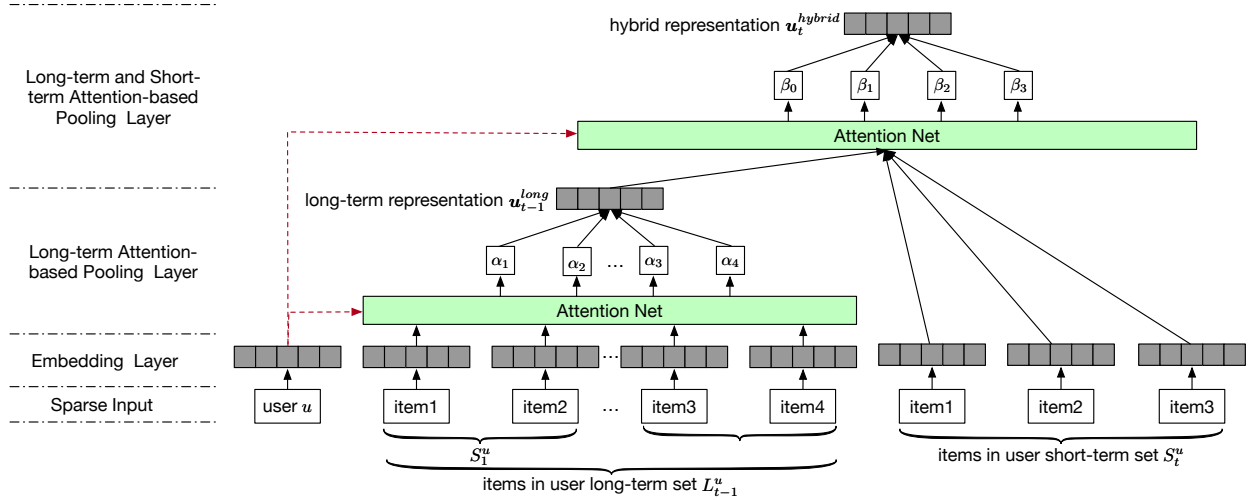 hybrid representation u_t^{hybrid}
Long-term and Short-
term Attention-based
Pooling Layer
β₀ β₁ β₂ β₃
Attention Net
long-term representation u_{t-1}^{long}
Long-term Attention-
based Pooling Layer
α₁ α₂ ... α₃ α₄
Attention Net
Embedding Layer
...
Sparse Input
user u
item1 item2 ... item3 item4
item1 item2 item3
S_1^u
items in user long-term set L_{t-1}^u
items in user short-term set S_t^u